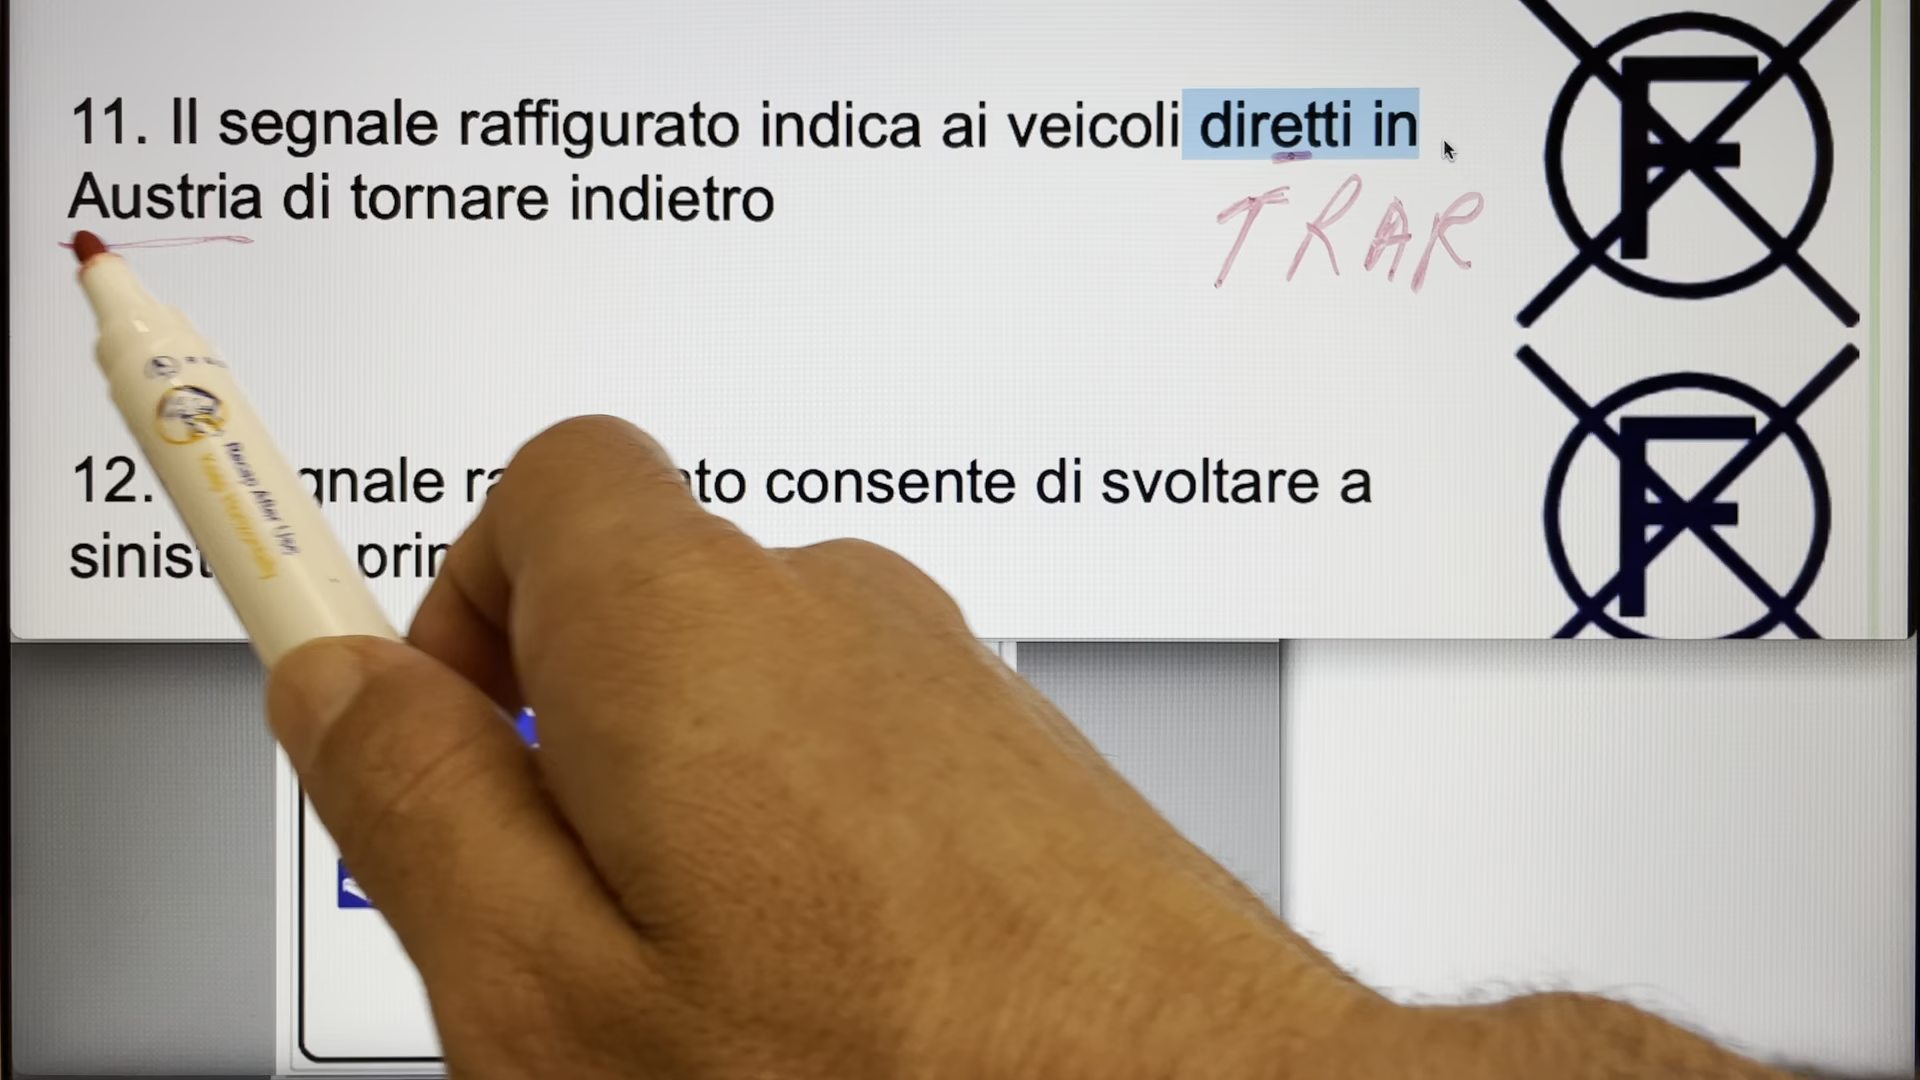 11. Il segnale raffigurato indica ai veicoli diretti in
Austria di tornare indietro
TRAR
12. gnale to consente di svoltare a
sinist prin
F
F